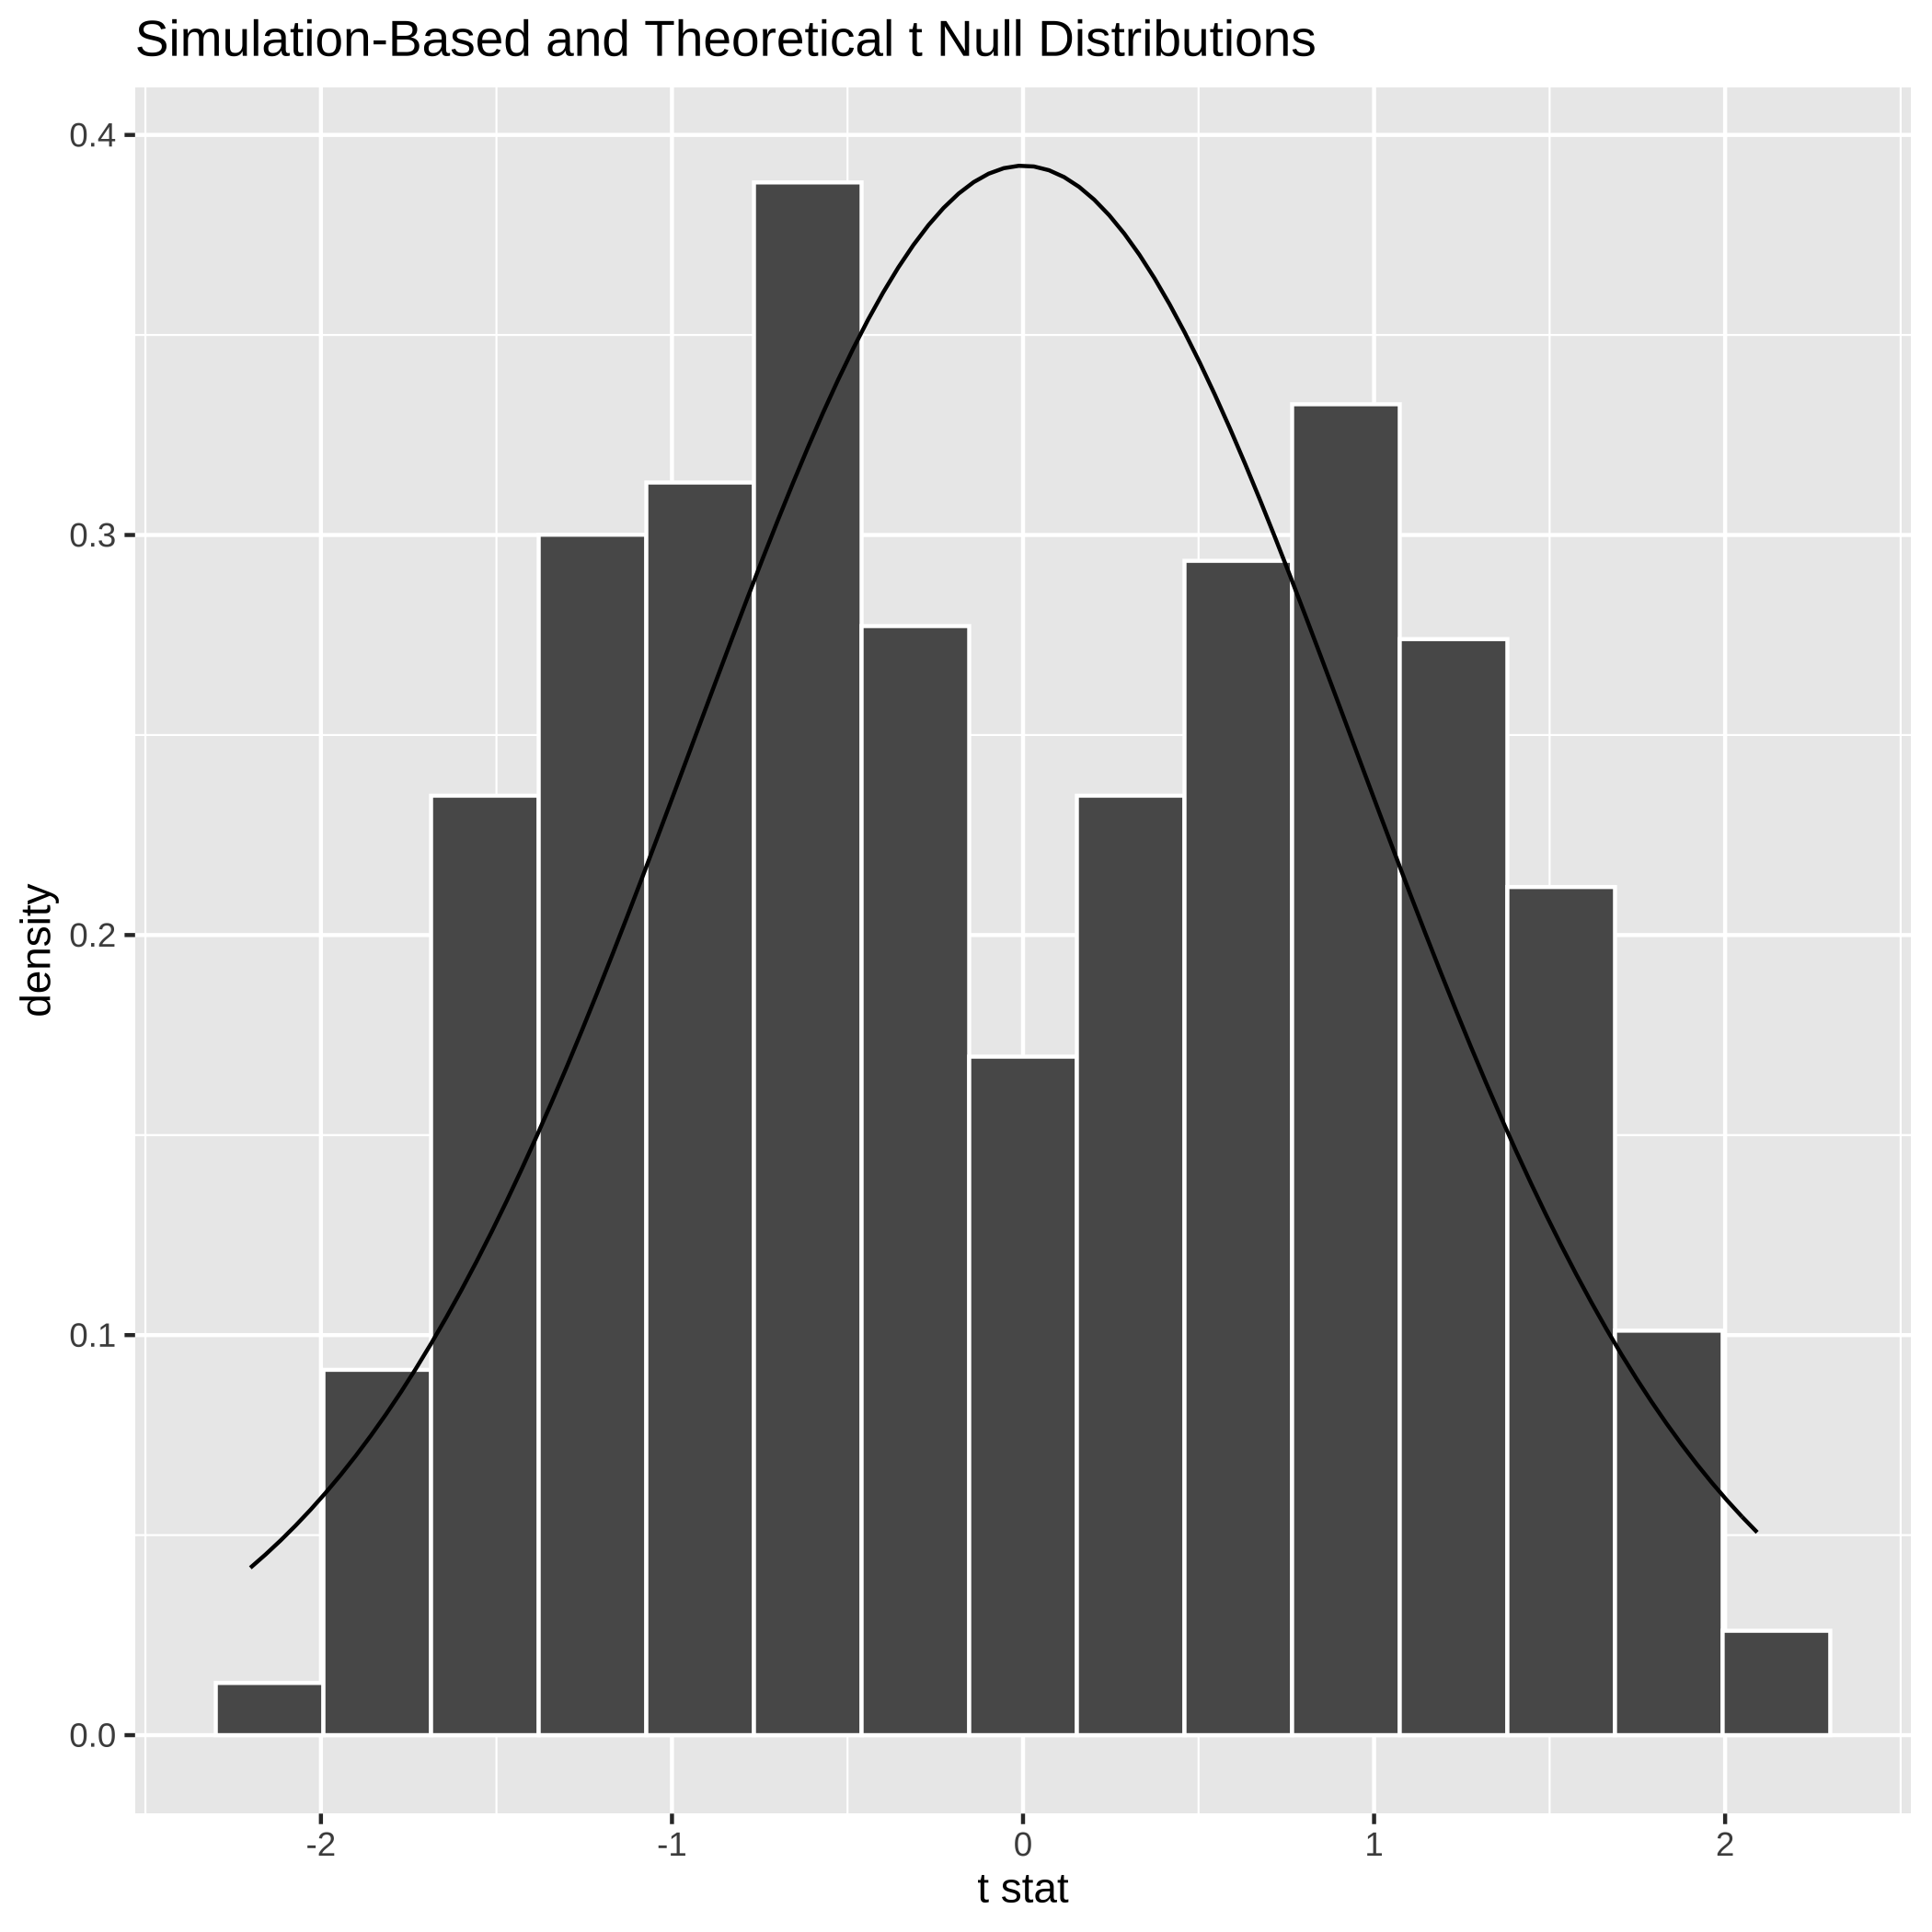 Simulation-Based and Theoretical t Null Distributions
density
0.4
0.3
0.2
0.1
0.0
-2 -1 0 1 2
t stat